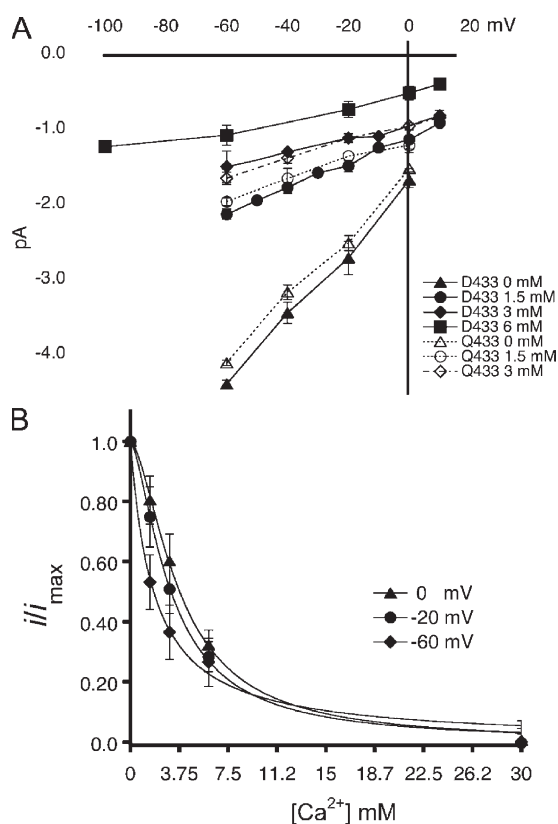 A
-100 -80 -60 -40 -20 0 20 mV
0.0
-1.0
-2.0
-3.0
-4.0
pA
D433 0 mM
D433 1.5 mM
D433 3 mM
D433 6 mM
Q433 0 mM
Q433 1.5 mM
Q433 3 mM
B
1.0
0.80
0.60
0.40
0.20
0.0
i/i max
0 mV
-20 mV
-60 mV
0 3.75 7.5 11.2 15 18.7 22.5 26.2 30
[Ca2+] mM